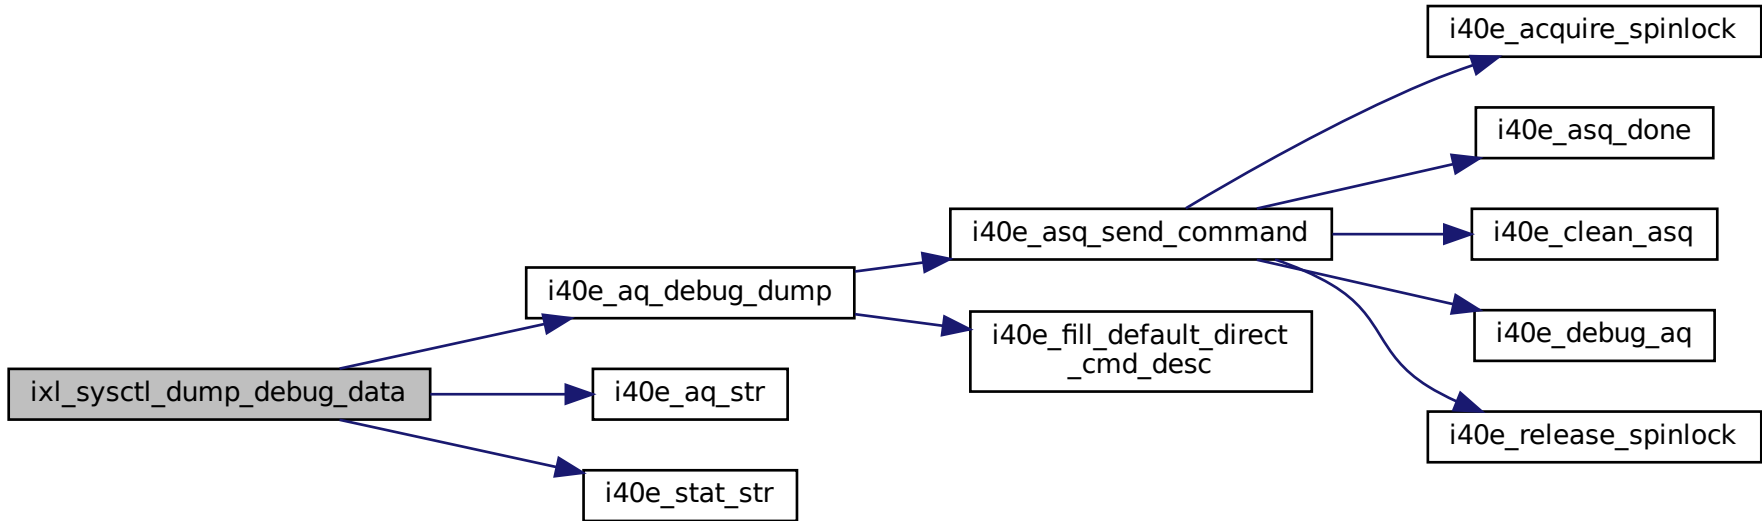 i40e_acquire_spinlock
i40e_asq_done
i40e_asq_send_command
i40e_clean_asq
i40e_aq_debug_dump
i40e_fill_default_direct
_cmd_desc
i40e_debug_aq
ixl_sysctl_dump_debug_data
i40e_aq_str
i40e_release_spinlock
i40e_stat_str